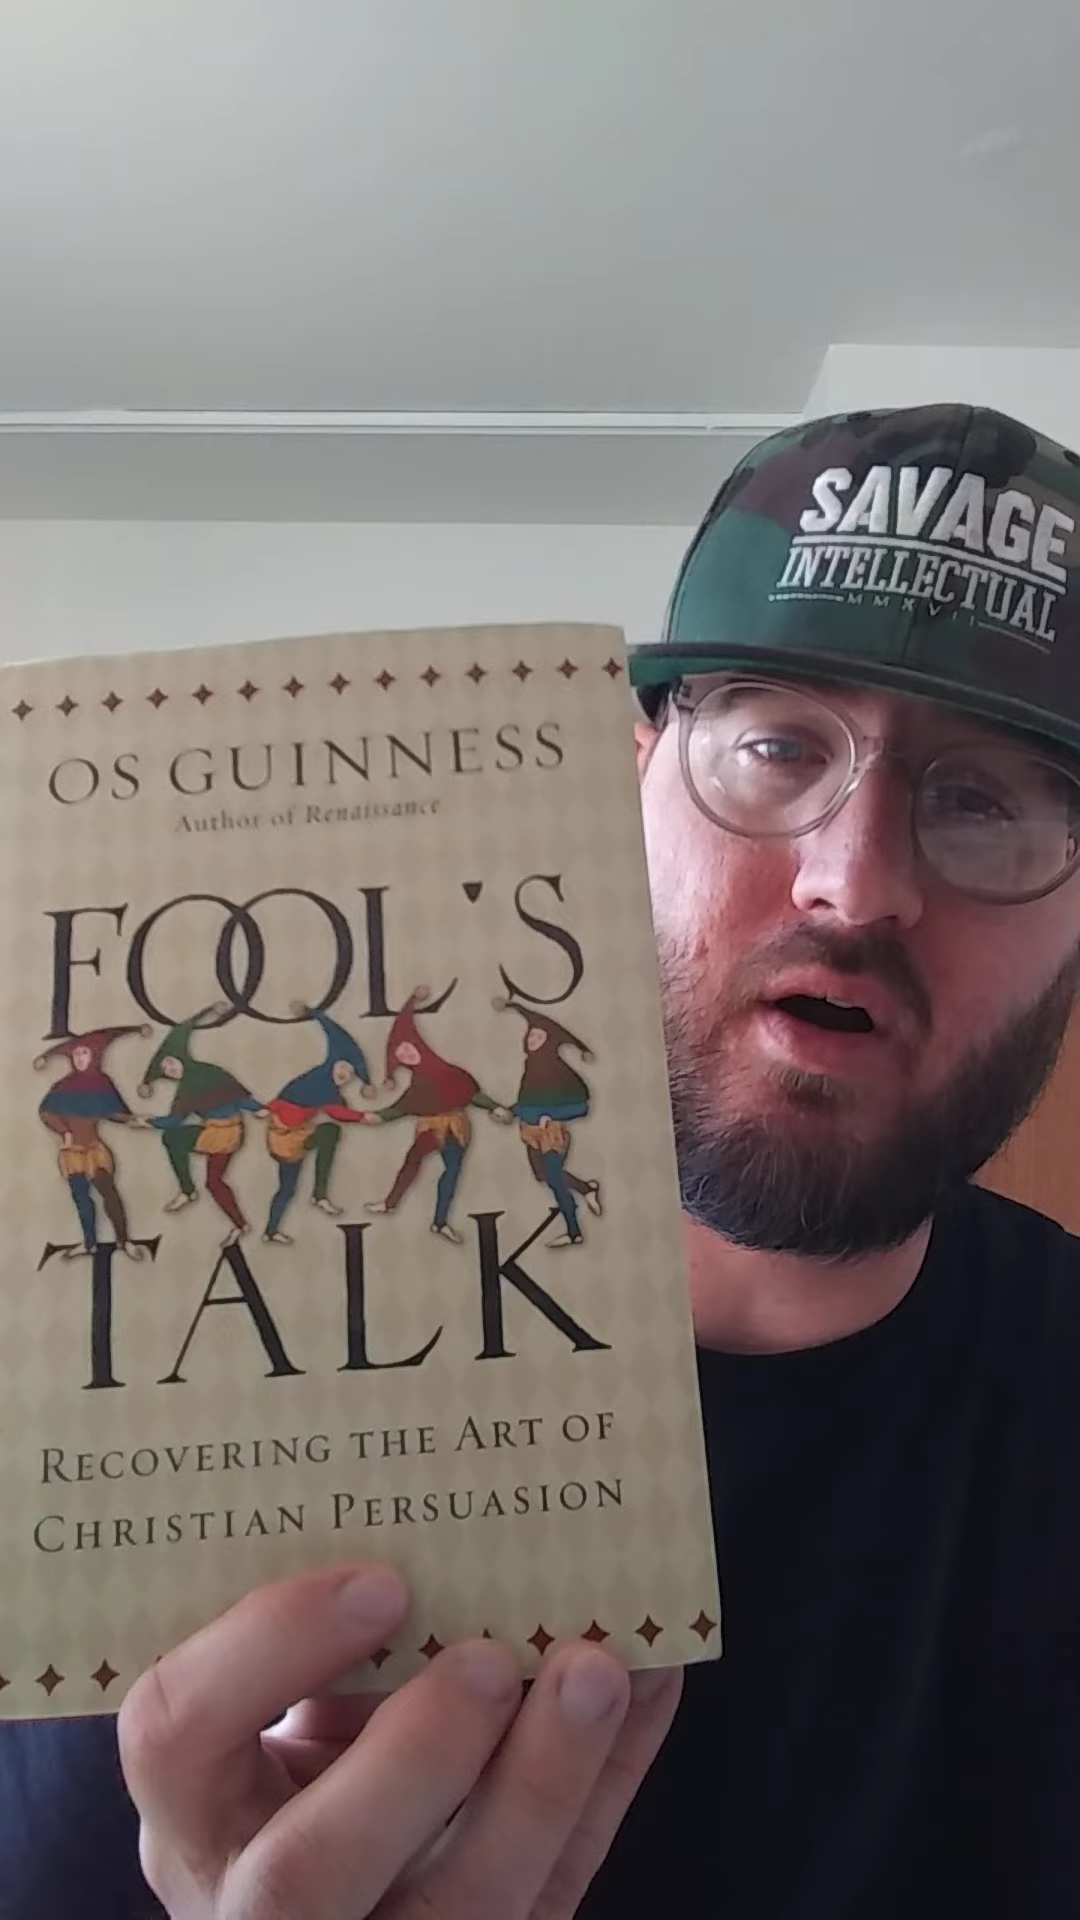 SAVAGE
INTELLECTUAL
MMXVII
OS GUINNESS
Author of Renaissance
FOOL'S
TALK
RECOVERING THE ART OF
CHRISTIAN PERSUASION